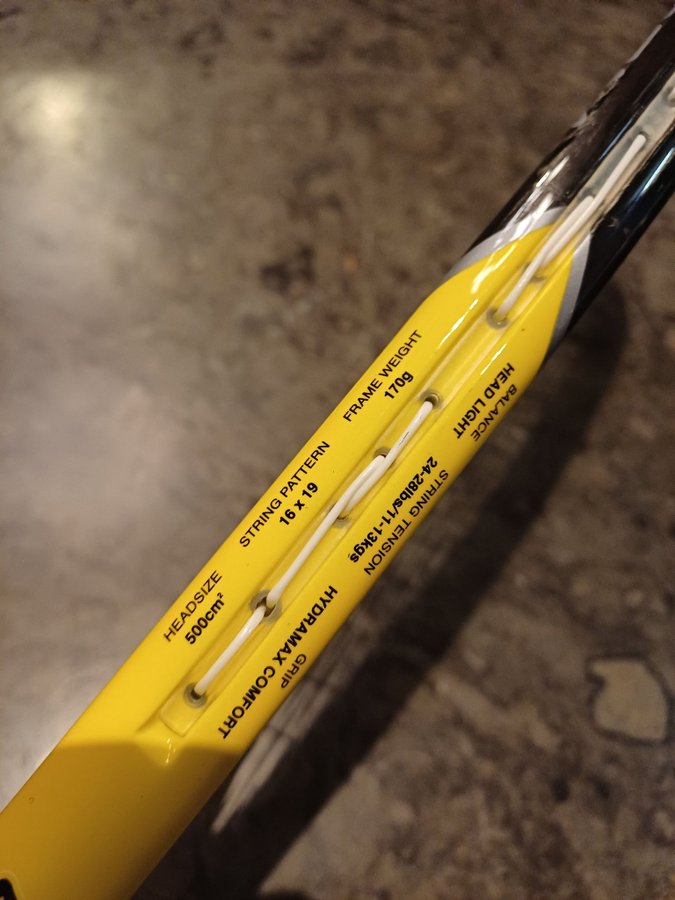 FRAME WEIGHT
170g
STRING PATTERN
16 x 19
HEADSIZE
500cm²
BALANCE
HEAD LIGHT
STRING TENSION
24-28lbs/11-13kgs
GRIP
HYDRAMAX COMFORT